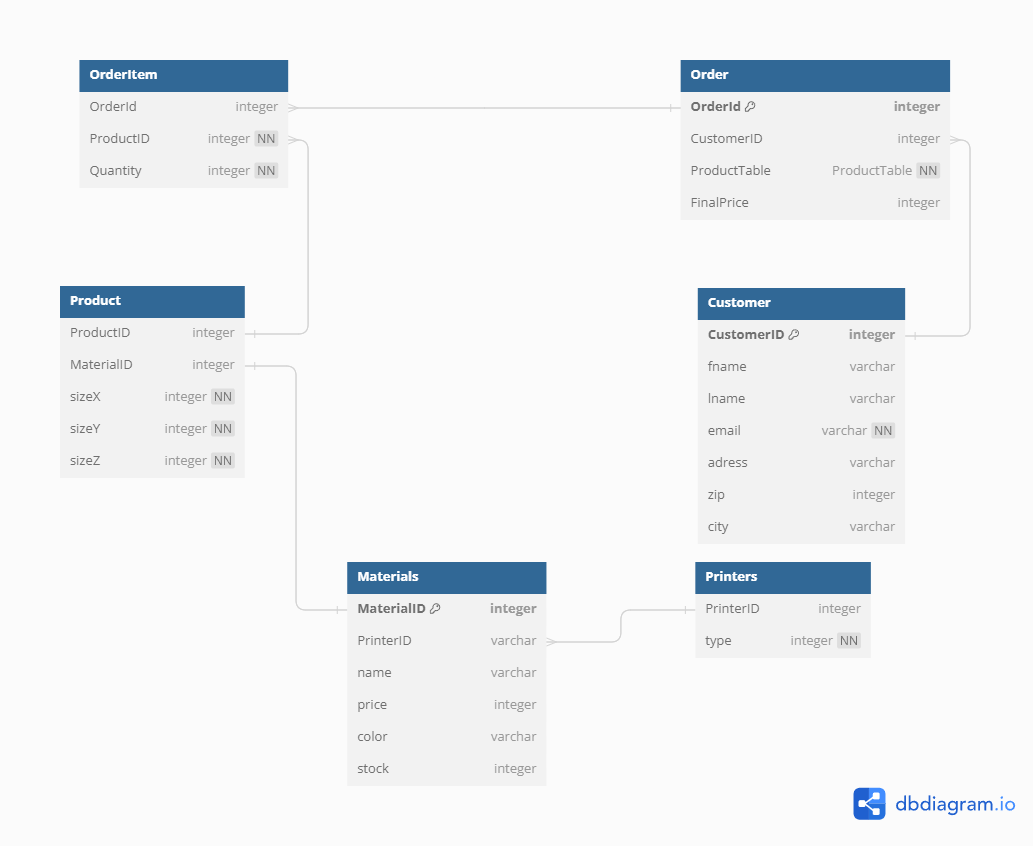 OrderItem
OrderId integer
ProductID integer NN
Quantity integer NN
Order
OrderId integer
CustomerID integer
ProductTable ProductTable NN
FinalPrice integer
Product
ProductID integer
MaterialID integer
sizeX integer NN
sizeY integer NN
sizeZ integer NN
Customer
CustomerID integer
fname varchar
lname varchar
email varchar NN
adress varchar
zip integer
city varchar
Materials
MaterialID integer
PrinterID varchar
name varchar
price integer
color varchar
stock integer
Printers
PrinterID integer
type integer NN
dbdiagram.io